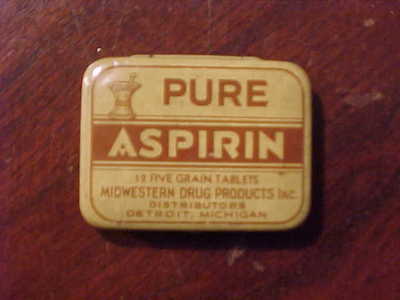 PURE
ASPIRIN
12 FIVE GRAIN TABLETS
MIDWESTERN DRUG PRODUCTS INC.
DISTRIBUTORS
DETROIT, MICHIGAN